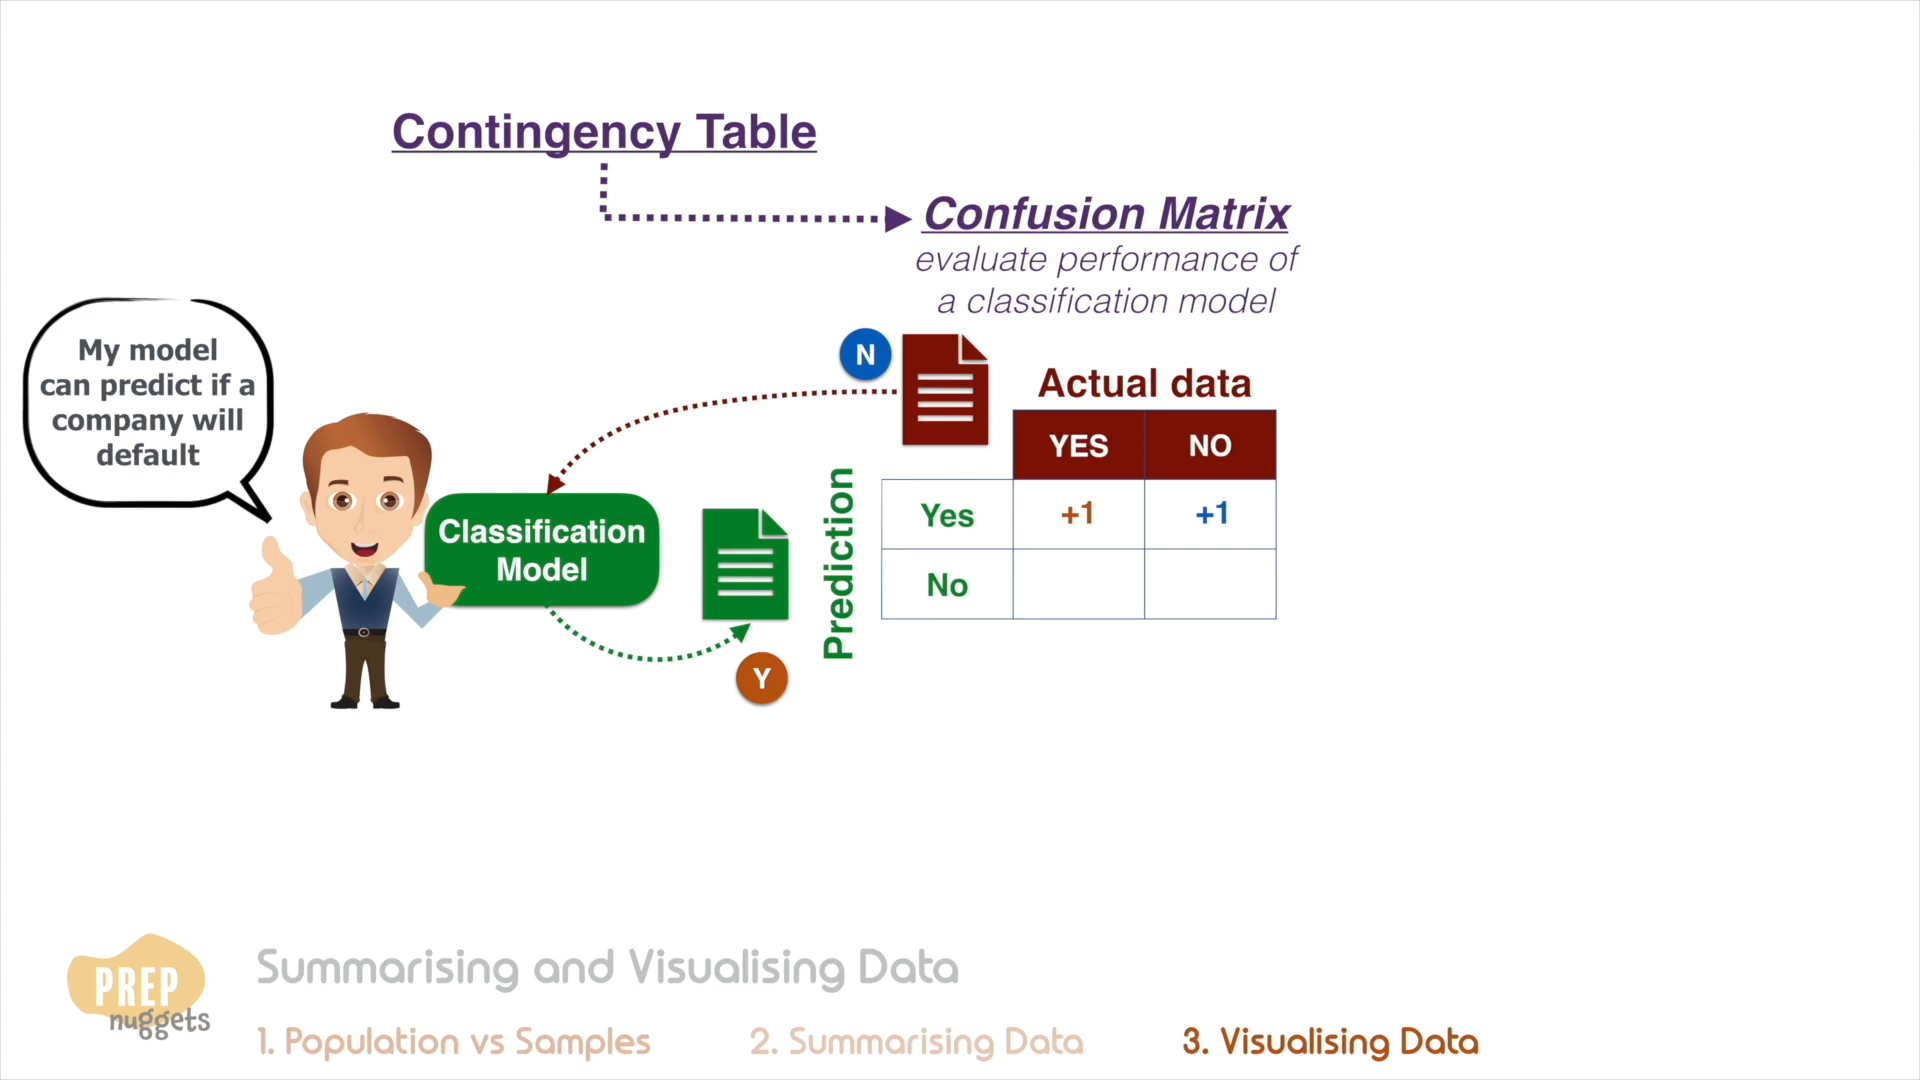 Contingency Table
Confusion Matrix
evaluate performance of
a classification model
My model
can predict if a
company will
default
N
Actual data
YES NO
Classification
Model
Prediction
Yes +1 +1
No
Y
PREP
nuggets
Summarising and Visualising Data
1. Population vs Samples 2. Summarising Data 3. Visualising Data